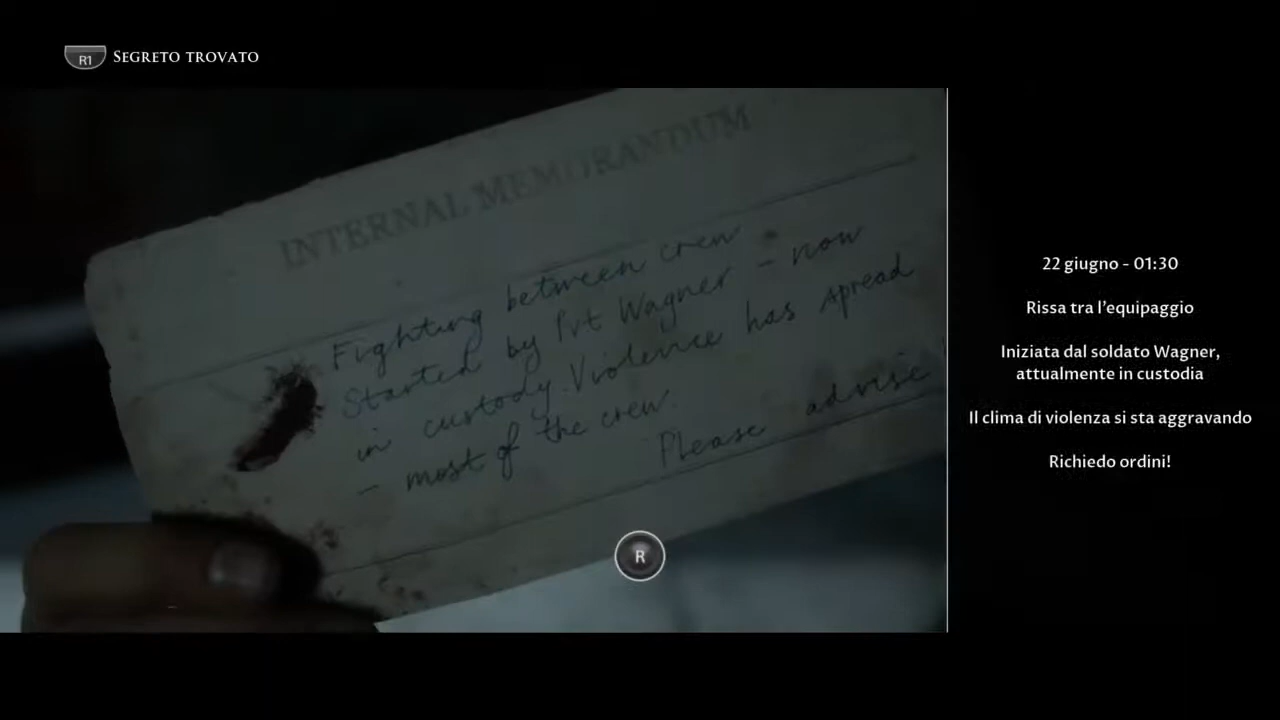 R1 SEGRETO TROVATO
INTERNAL MEMORANDUM
Fighting between crew
Started by Pvt Wagner - now
in custody. Violence has spread
- most of the crew.
Please advise!
R
22 giugno - 01:30
Rissa tra l'equipaggio
Iniziata dal soldato Wagner,
attualmente in custodia
Il clima di violenza si sta aggravando
Richiedo ordini!